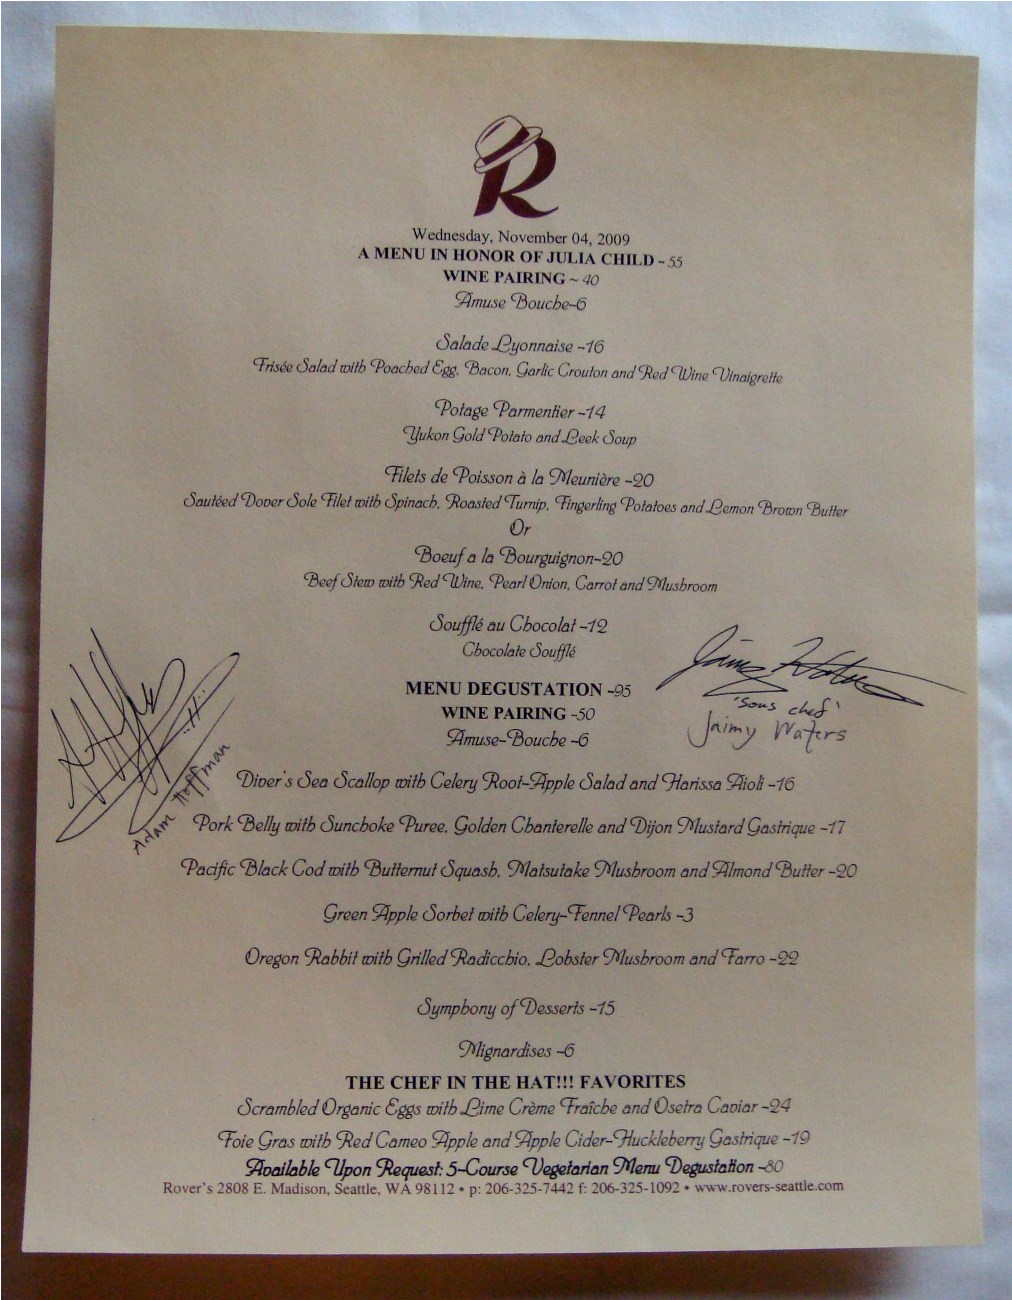 R
Wednesday, November 04, 2009
A MENU IN HONOR OF JULIA CHILD ~55
WINE PAIRING ~ 40
Amuse Bouche~6
Salade Lyonnaise ~16
Frisée Salad with Poached Egg, Bacon, Garlic Crouton and Red Wine Vinaigrette
Potage Parmentier ~14
Yukon Gold Potato and Leek Soup
Filets de Poisson à la Meunière ~20
Sautéed Dover Sole Filet with Spinach, Roasted Turnip, Fingerling Potatoes and Lemon Brown Butter
Or
Boeuf a la Bourguignon~20
Beef Stew with Red Wine, Pearl Onion, Carrot and Mushroom
Soufflé au Chocolat ~12
Chocolate Soufflé
MENU DEGUSTATION ~95
WINE PAIRING ~50
Amuse~Bouche ~6
Jaimy Waters
'sous chef'
Jaimy Waters
Adam Hoffman
Diver's Sea Scallop with Celery Root~Apple Salad and Harissa Aioli ~16
Pork Belly with Sunchoke Puree, Golden Chanterelle and Dijon Mustard Gastrique ~17
Pacific Black Cod with Butternut Squash, Matsutake Mushroom and Almond Butter ~20
Green Apple Sorbet with Celery~Fennel Pearls ~3
Oregon Rabbit with Grilled Radicchio, Lobster Mushroom and Farro ~22
Symphony of Desserts ~15
Mignardises ~6
THE CHEF IN THE HAT!!! FAVORITES
Scrambled Organic Eggs with Lime Crème Fraîche and Osetra Caviar ~24
Foie Gras with Red Cameo Apple and Apple Cider~Huckleberry Gastrique ~19
Available Upon Request: 5~Course Vegetarian Menu Degustation ~80
Rover's 2808 E. Madison, Seattle, WA 98112 • p: 206-325-7442 f: 206-325-1092 • www.rovers-seattle.com